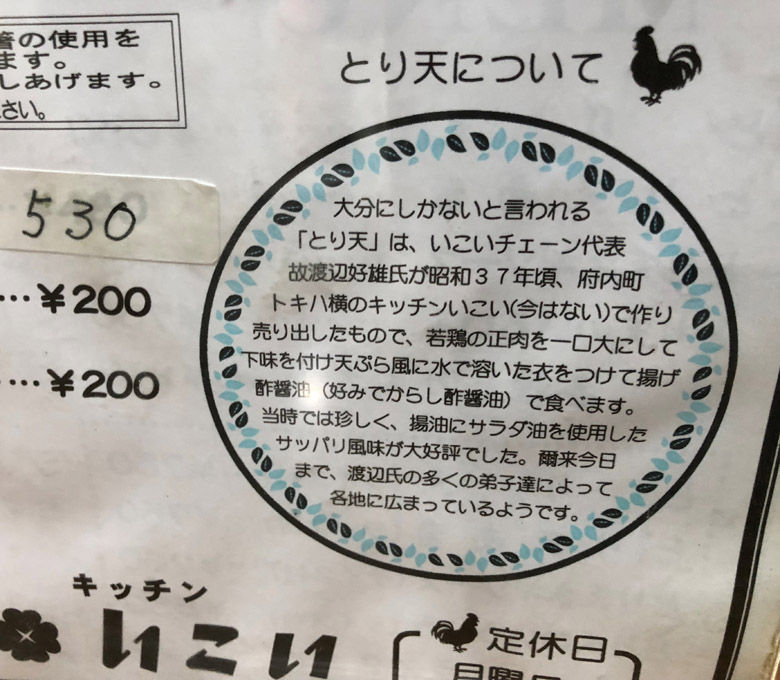 箸の使用を
ます。
しあげます。
さい。
とり天について
大分にしかないと言われる
「とり天」は、いこいチェーン代表
故渡辺好雄氏が昭和37年頃、府内町
トキハ横のキッチンいこい(今はない)で作り
売り出したもので、若鶏の正肉を一口大にして
下味を付け天ぷら風に水で溶いた衣をつけて揚げ
酢醤油（好みでからし酢醤油）で食べます。
当時では珍しく、揚油にサラダ油を使用した
サッパリ風味が大好評でした。爾来今日
まで、渡辺氏の多くの弟子達によって
各地に広まっているようです。
530
…¥200
…¥200
キッチン
いこい
定休日
月曜日